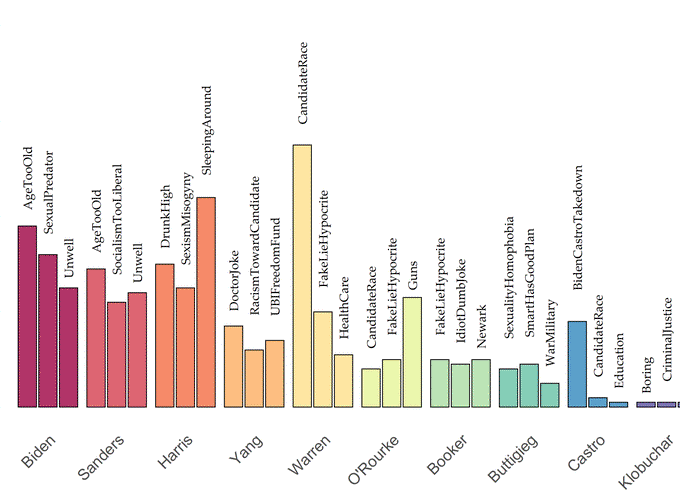 AgeTooOld
SexualPredator
Unwell
AgeTooOld
SocialismTooLiberal
Unwell
DrunkHigh
SexismMisogyny
SleepingAround
DoctorJoke
RacismTowardCandidate
UBIFreedomFund
CandidateRace
FakeLieHypocrite
HealthCare
CandidateRace
FakeLieHypocrite
Guns
FakeLieHypocrite
IdiotDumbJoke
Newark
SexualityHomophobia
SmartHasGoodPlan
WarMilitary
BidenCastroTakedown
CandidateRace
Education
Boring
CriminalJustice
Biden
Sanders
Harris
Yang
Warren
O'Rourke
Booker
Buttigieg
Castro
Klobuchar